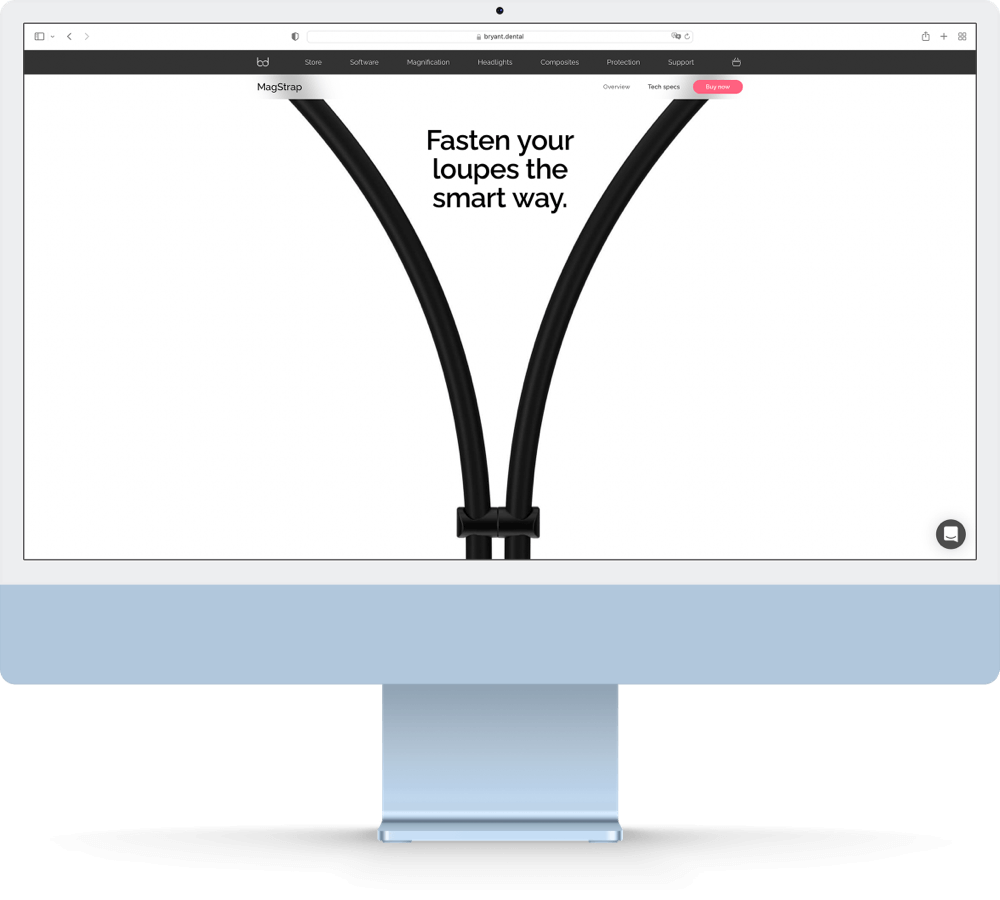 bryant.dental
Store Software Magnification Headlights Composites Protection Support
MagStrap Overview Tech specs Buy now
Fasten your
loupes the
smart way.